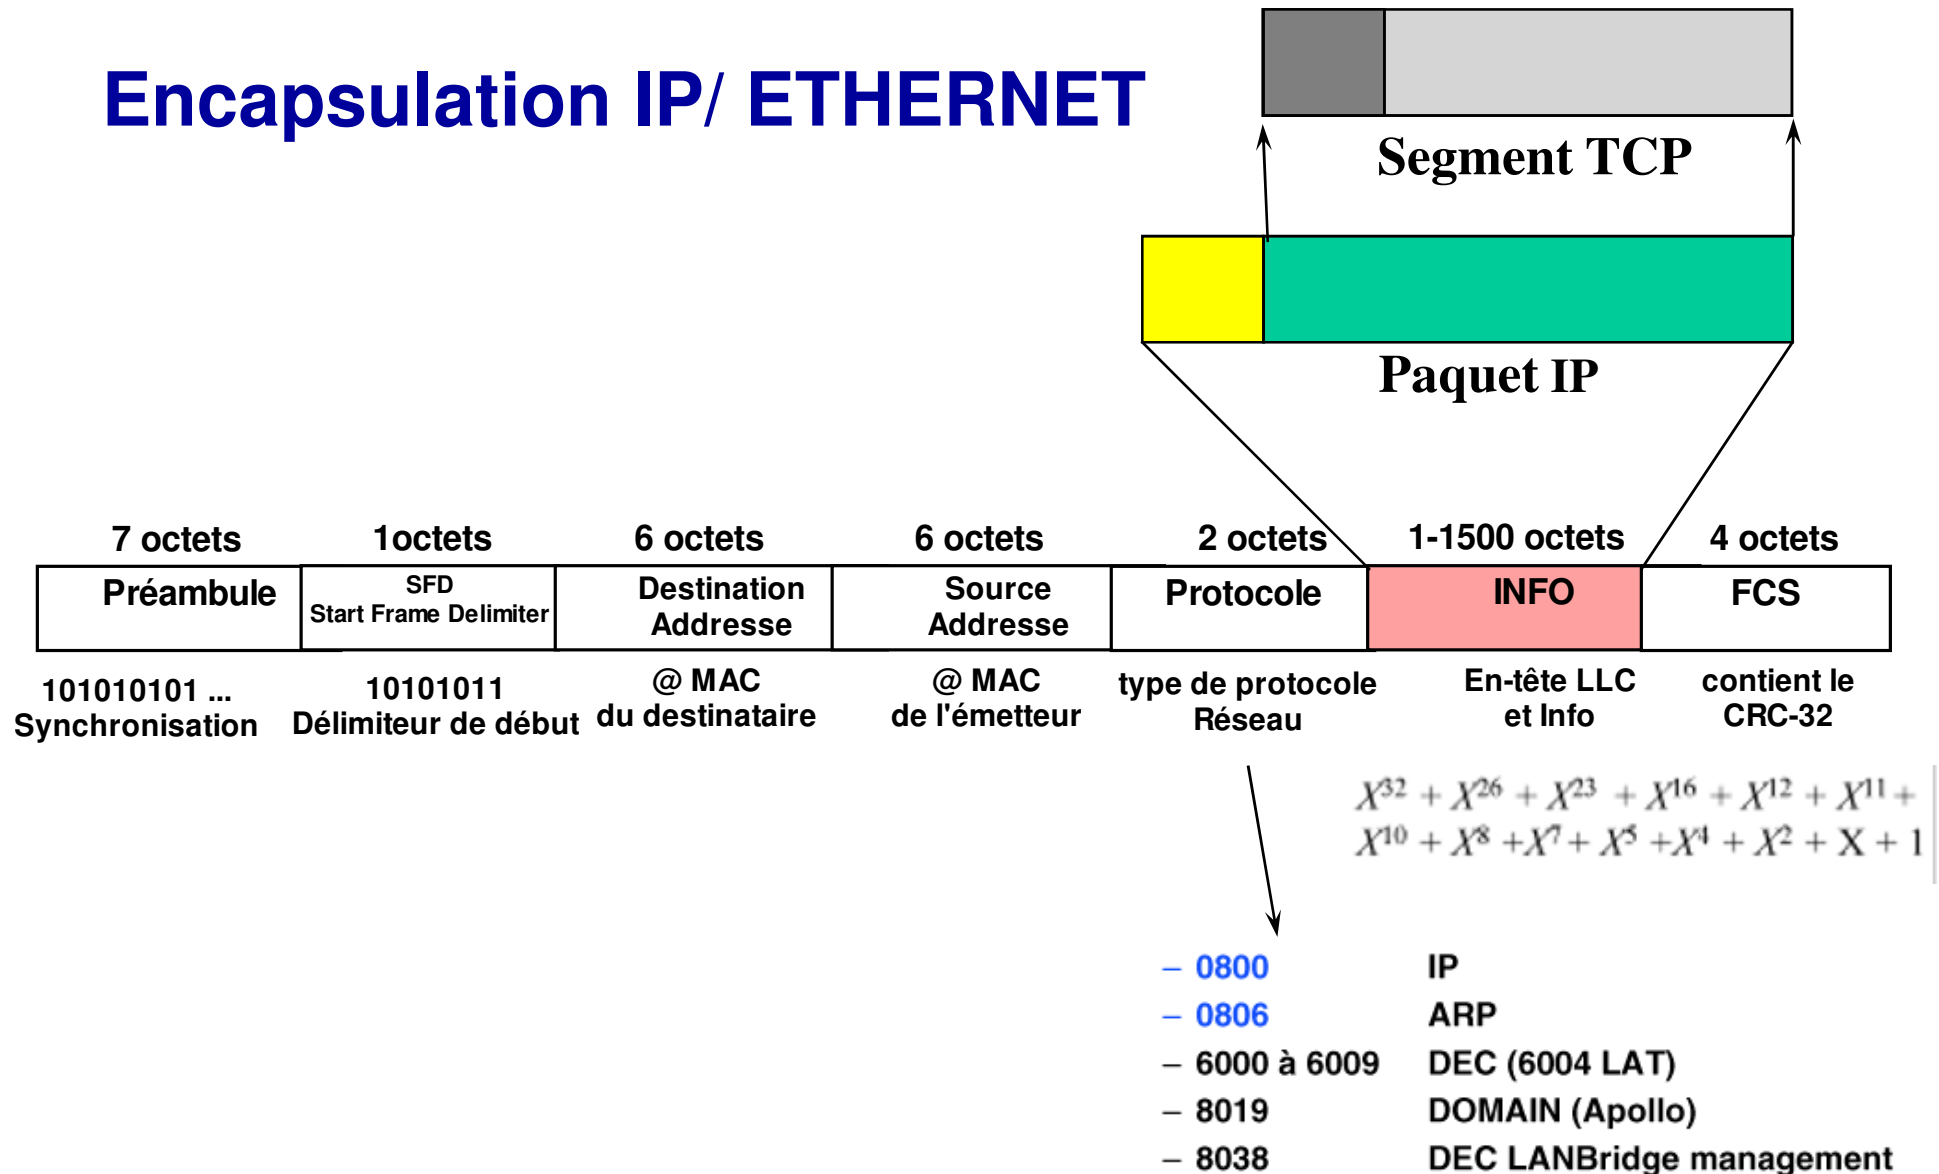 Encapsulation IP/ ETHERNET
Segment TCP
Paquet IP
7 octets 1octets 6 octets 6 octets 2 octets 1-1500 octets 4 octets
Préambule
SFD
Start Frame Delimiter
Destination
Addresse
Source
Addresse
Protocole
INFO
FCS
101010101 ...
Synchronisation
10101011
Délimiteur de début
@ MAC
du destinataire
@ MAC
de l'émetteur
type de protocole
Réseau
En-tête LLC
et Info
contient le
CRC-32
X³² + X²⁶ + X²³ + X¹⁶ + X¹² + X¹¹ +
X¹⁰ + X⁸ +X⁷+ X⁵ +X⁴ + X² + X + 1
– 0800 IP
– 0806 ARP
– 6000 à 6009 DEC (6004 LAT)
– 8019 DOMAIN (Apollo)
– 8038 DEC LANBridge management